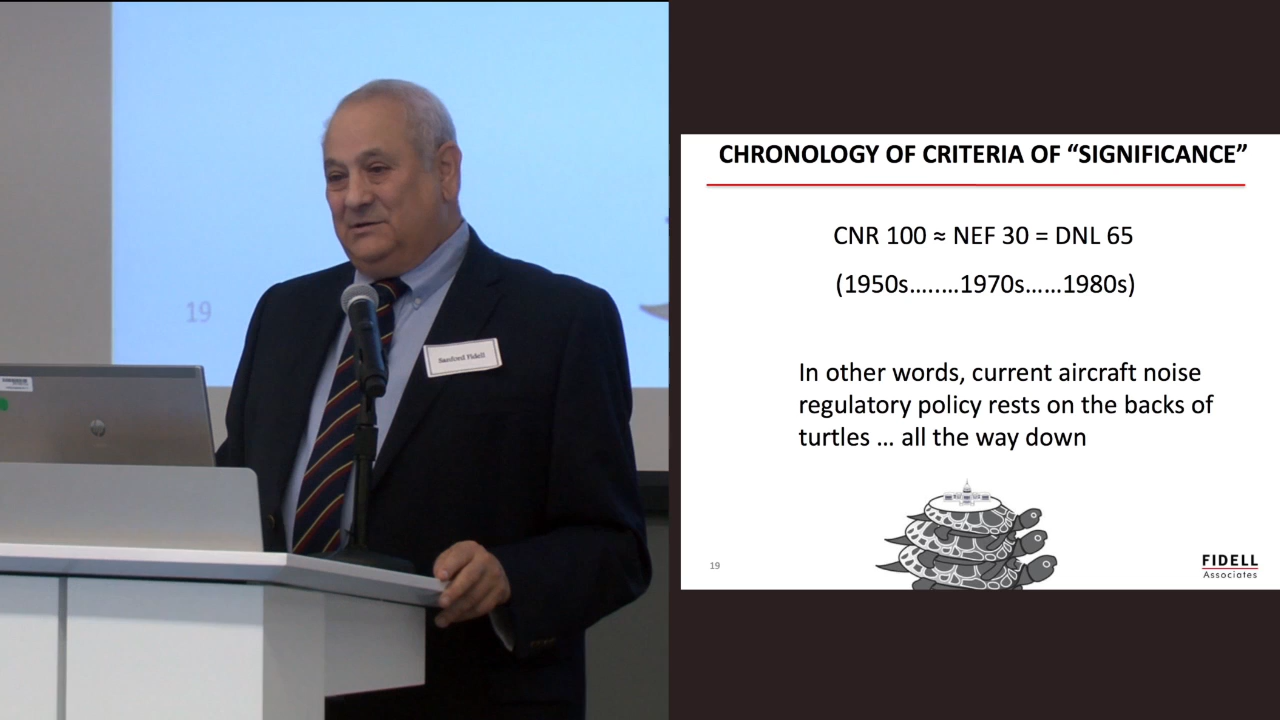 19
Sanford Fidell
hp
CHRONOLOGY OF CRITERIA OF “SIGNIFICANCE”
CNR 100 ≈ NEF 30 = DNL 65
(1950s…..…1970s……1980s)
In other words, current aircraft noise
regulatory policy rests on the backs of
turtles … all the way down
19
FIDELL
Associates